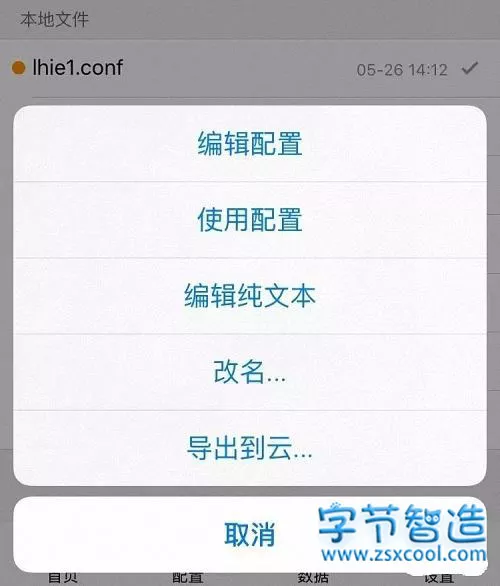 本地文件
lhie1.conf
05-26 14:12
编辑配置
使用配置
编辑纯文本
改名...
导出到云...
取消
字节智造
www.zsxcool.com
首页
配置
数据
设置